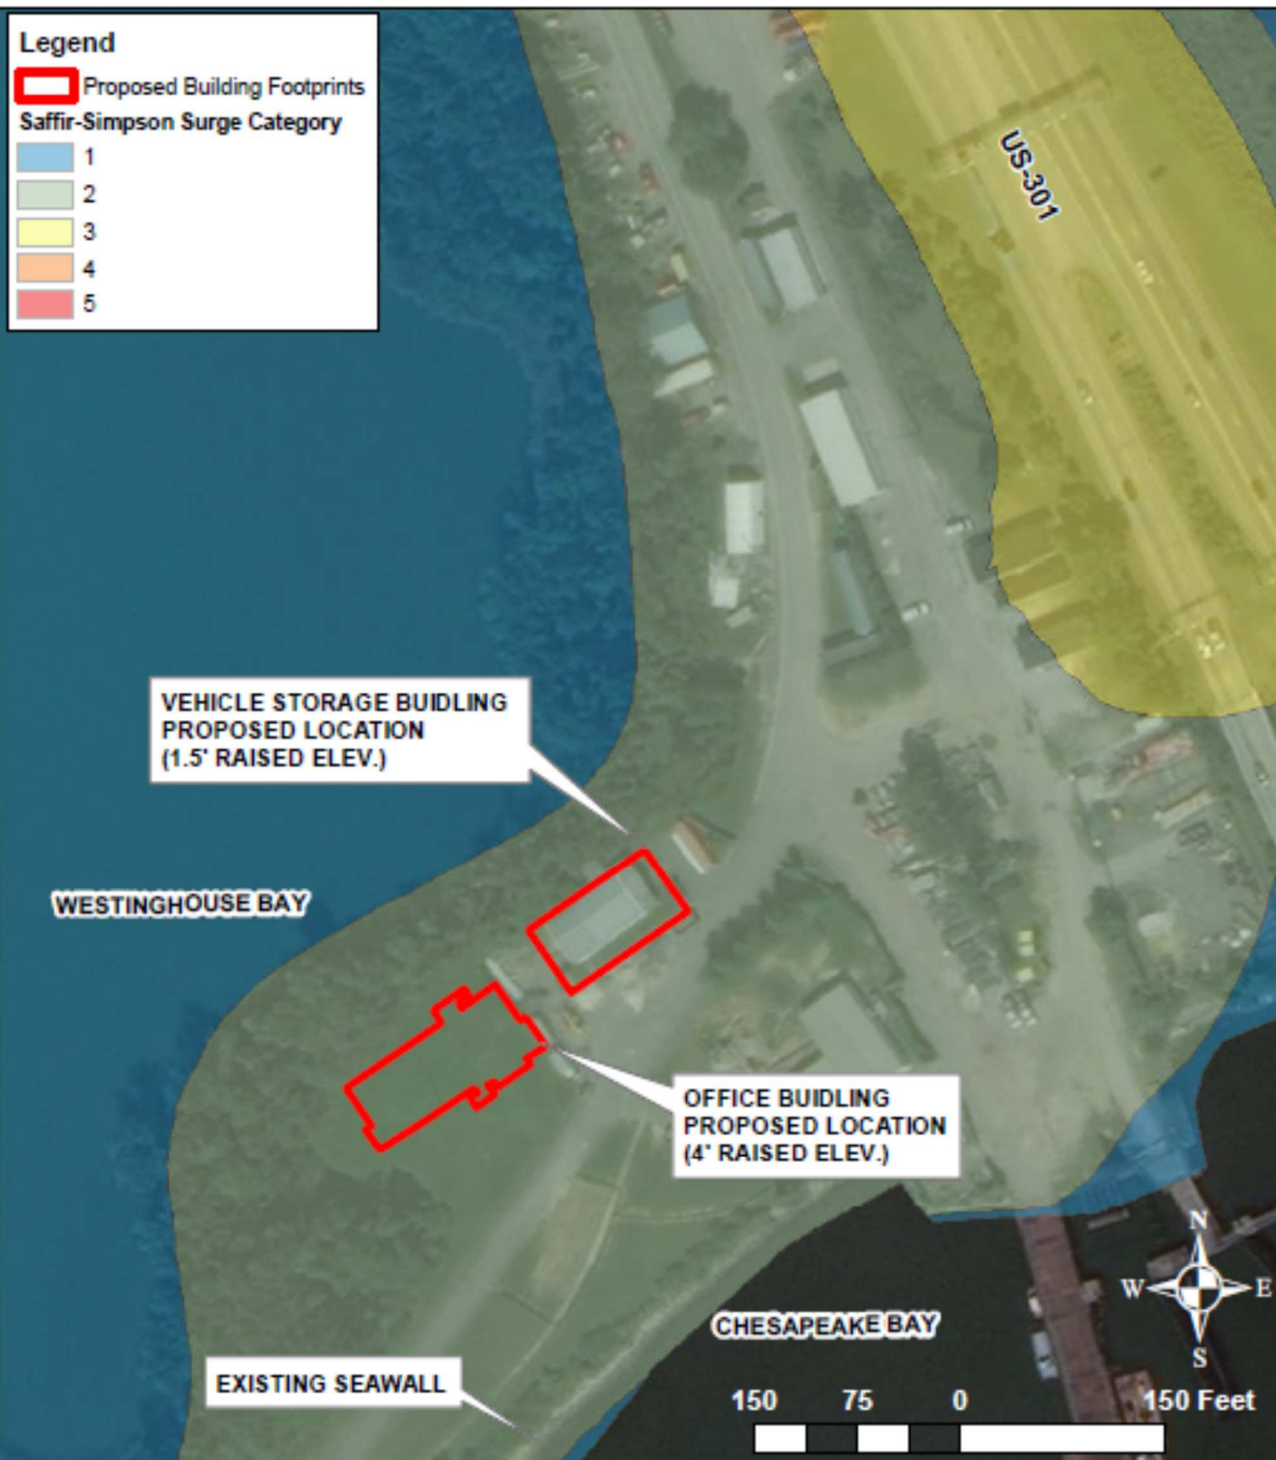 Legend
Proposed Building Footprints
Saffir-Simpson Surge Category
1
2
3
4
5
US-301
VEHICLE STORAGE BUIDLING
PROPOSED LOCATION
(1.5' RAISED ELEV.)
WESTINGHOUSE BAY
OFFICE BUIDLING
PROPOSED LOCATION
(4' RAISED ELEV.)
CHESAPEAKE BAY
EXISTING SEAWALL
N
W E
S
150 75 0 150 Feet